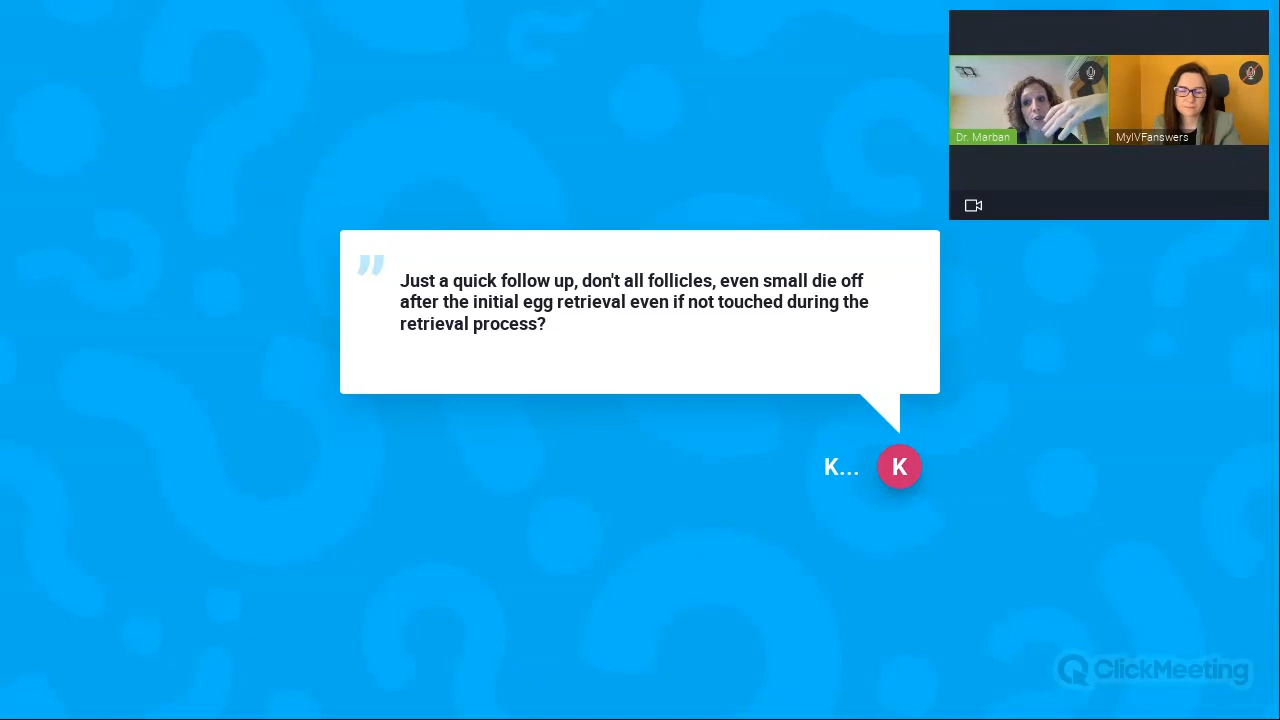 Dr. Marban
MyIVFanswers
Just a quick follow up, don't all follicles, even small die off
after the initial egg retrieval even if not touched during the
retrieval process?
K...
K
ClickMeeting